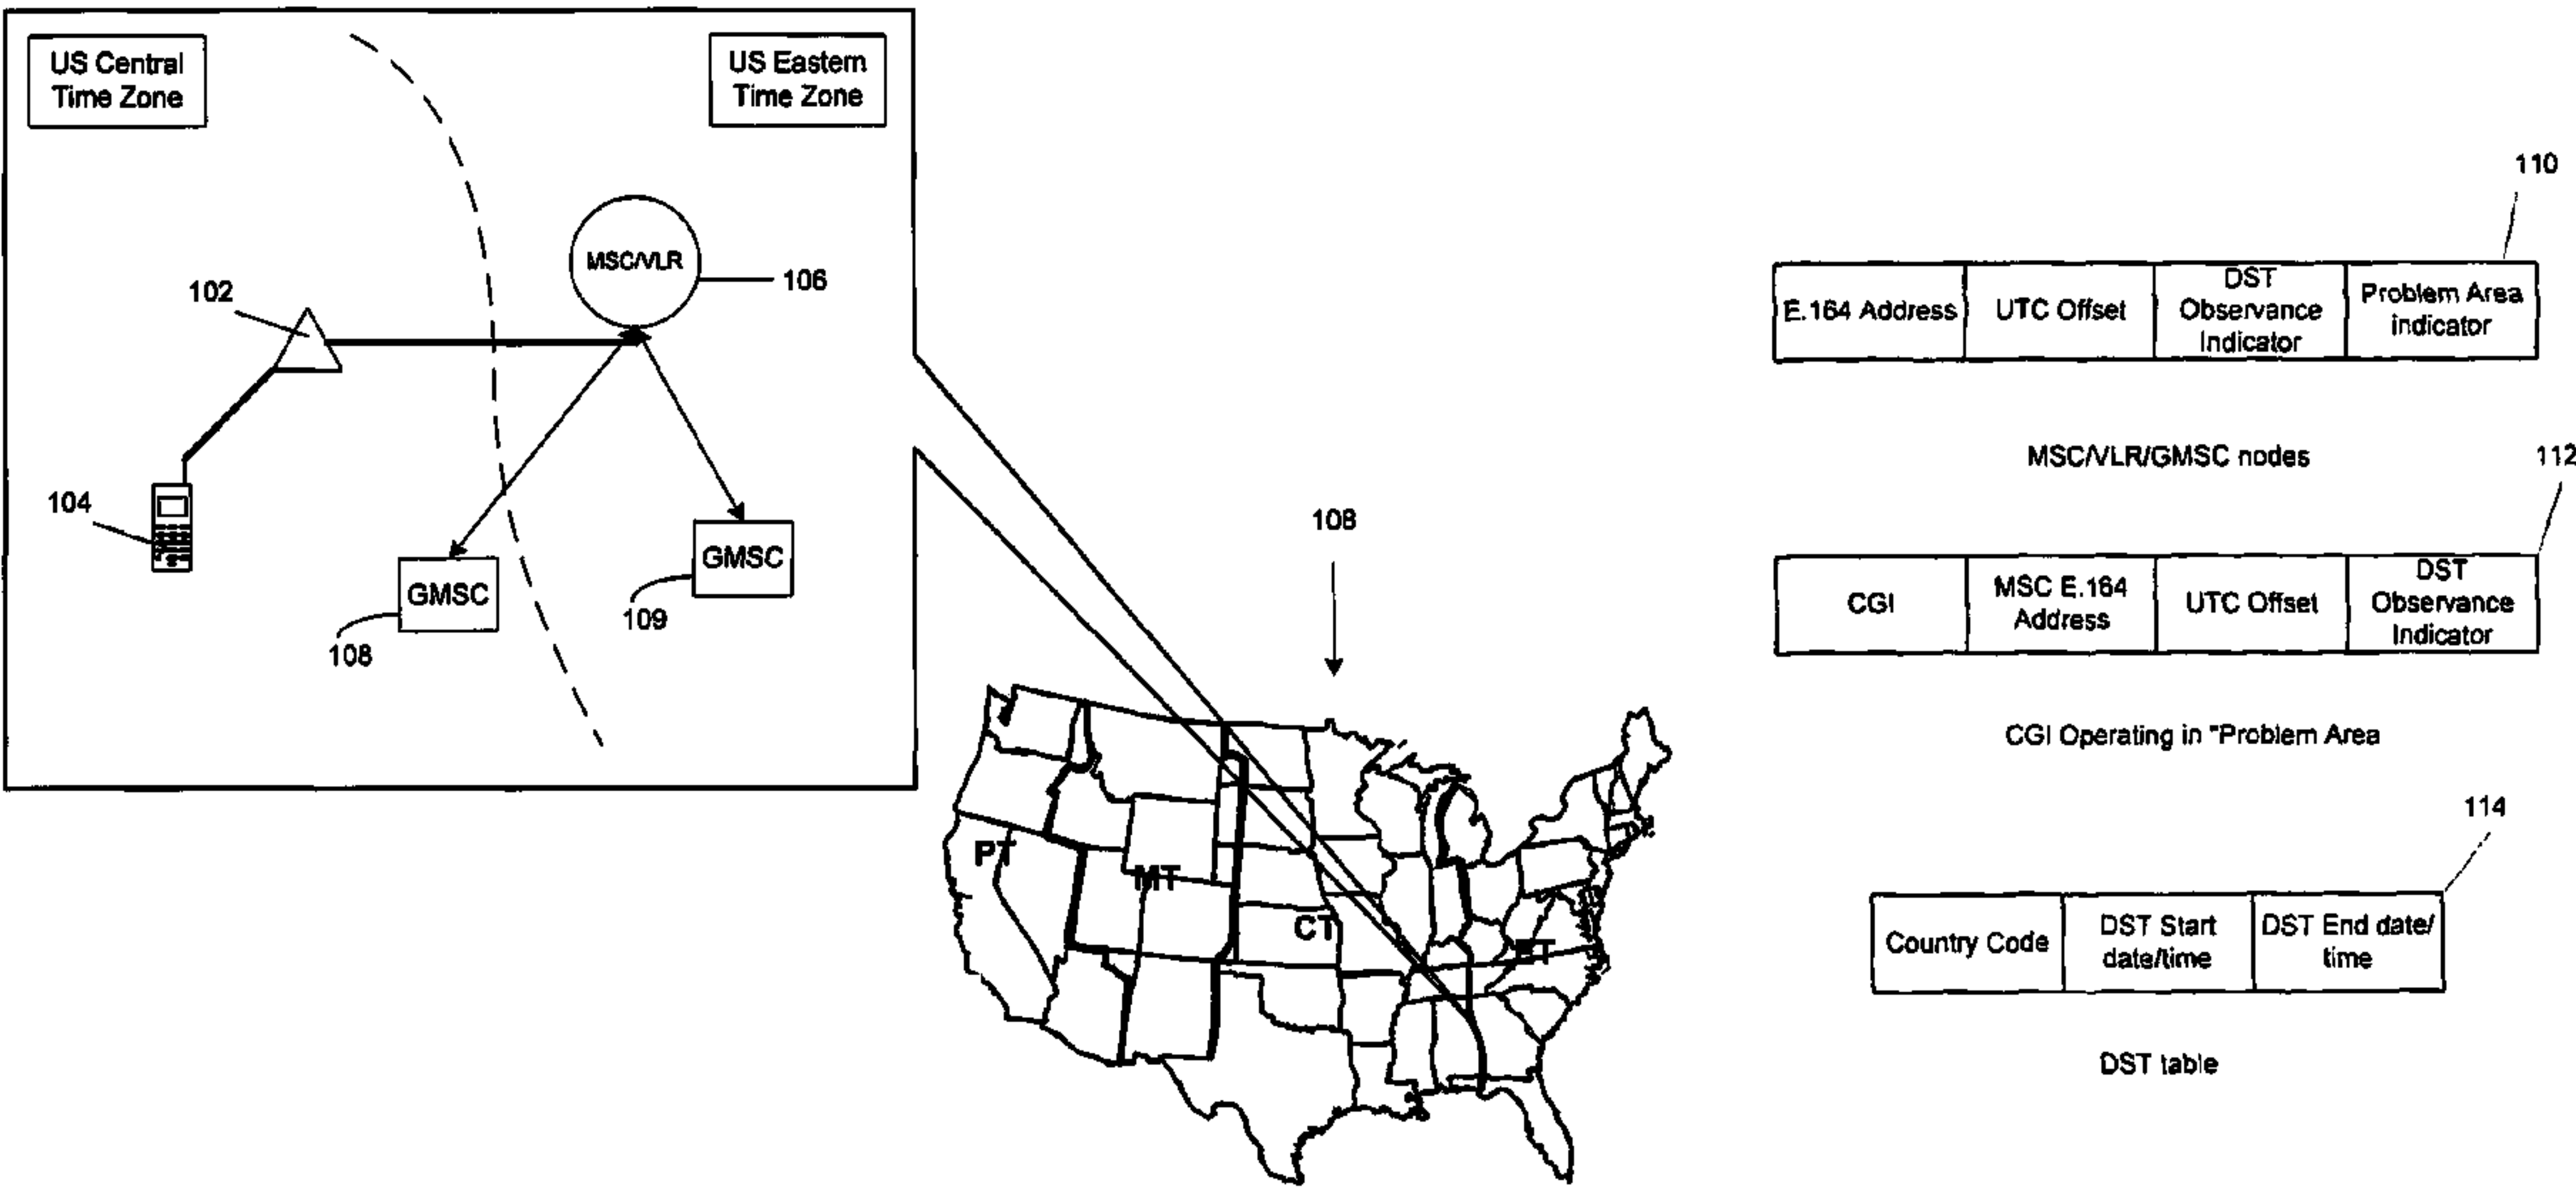 US Central
Time Zone
US Eastern
Time Zone
MSC/VLR
106
102
104
GMSC
108
GMSC
109
108
PT
MT
CT
ET
110
E.164 Address
UTC Offset
DST
Observance
Indicator
Problem Area
indicator
MSC/VLR/GMSC nodes
112
CGI
MSC E.164
Address
UTC Offset
DST
Observance
Indicator
CGI Operating in "Problem Area
114
Country Code
DST Start
date/time
DST End date/
time
DST table